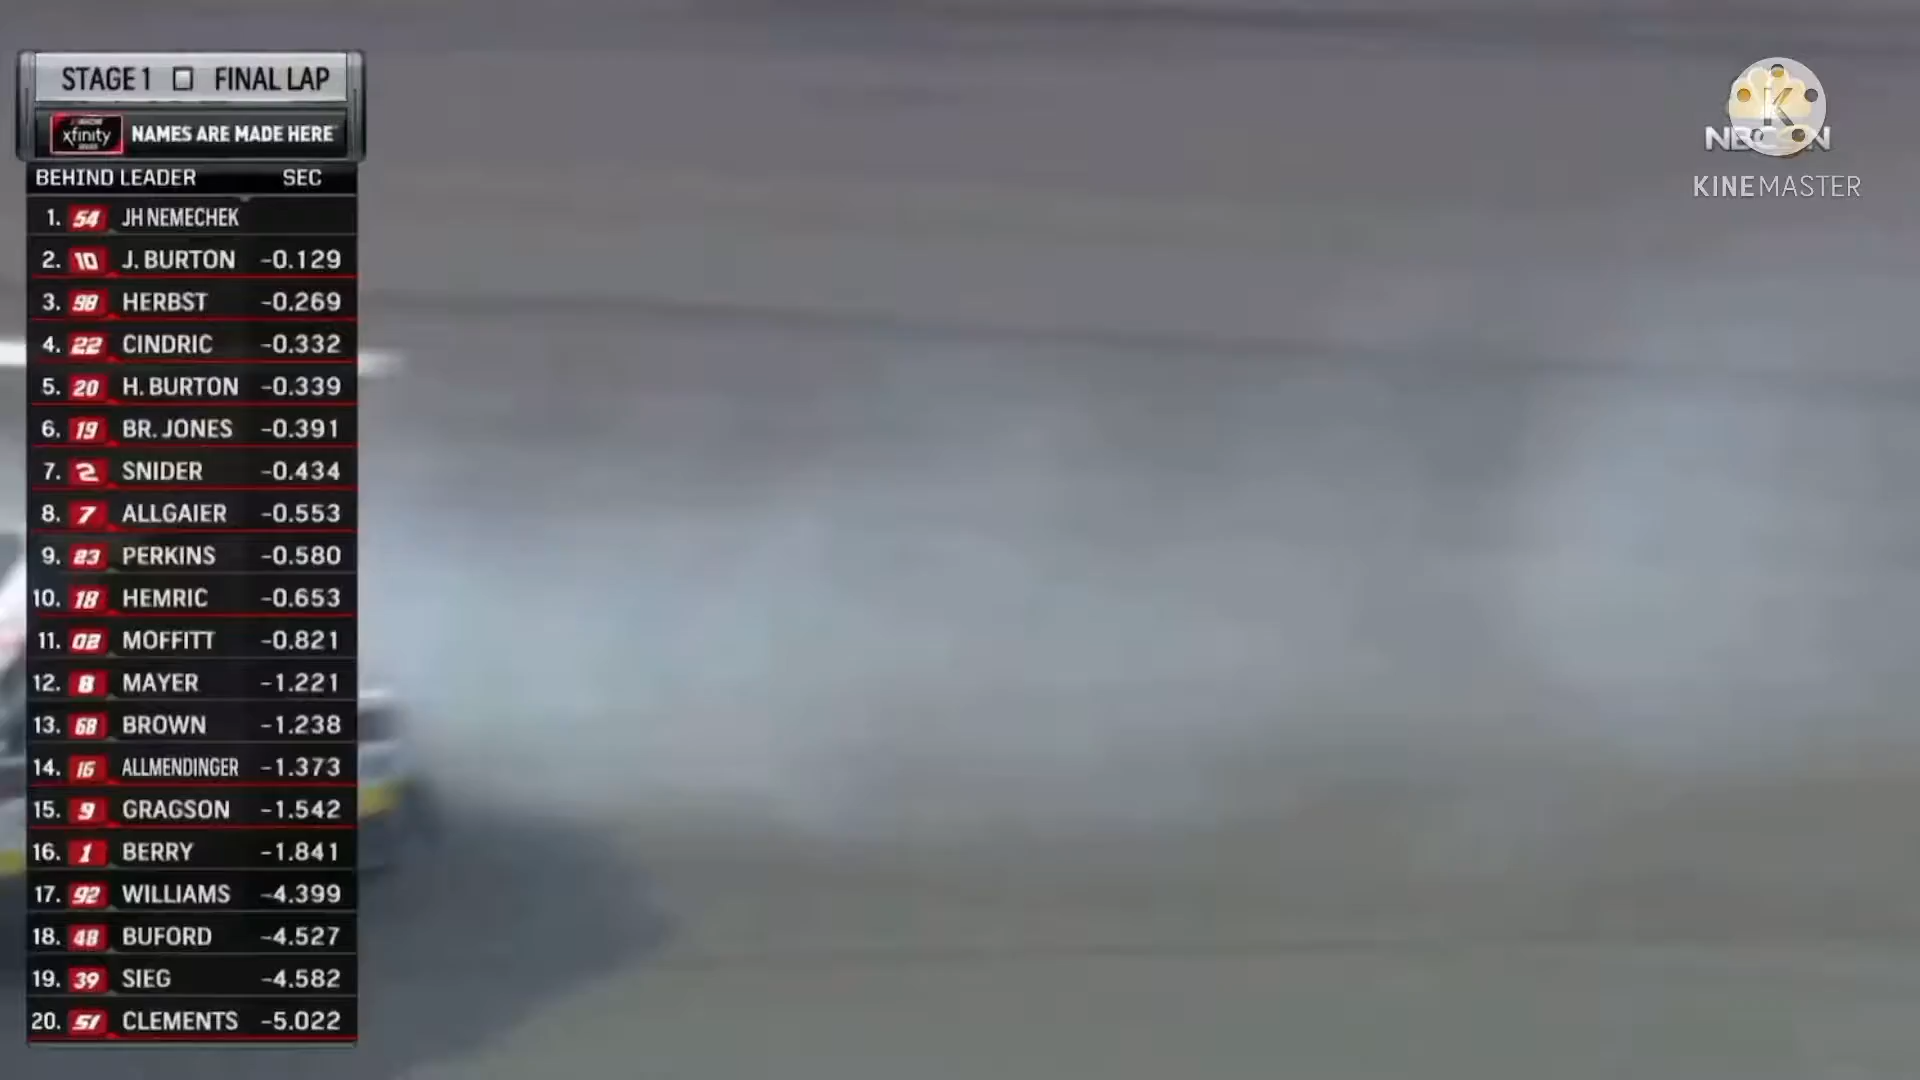 STAGE 1 FINAL LAP
xfinity NAMES ARE MADE HERE
BEHIND LEADER SEC
1. 54 JH NEMECHEK
2. 10 J. BURTON -0.129
3. 98 HERBST -0.269
4. 22 CINDRIC -0.332
5. 20 H. BURTON -0.339
6. 19 BR. JONES -0.391
7. 2 SNIDER -0.434
8. 7 ALLGAIER -0.553
9. 23 PERKINS -0.580
10. 18 HEMRIC -0.653
11. 02 MOFFITT -0.821
12. 8 MAYER -1.221
13. 68 BROWN -1.238
14. 16 ALLMENDINGER -1.373
15. 9 GRAGSON -1.542
16. 1 BERRY -1.841
17. 92 WILLIAMS -4.399
18. 48 BUFORD -4.527
19. 39 SIEG -4.582
20. 51 CLEMENTS -5.022
K
KINEMASTER